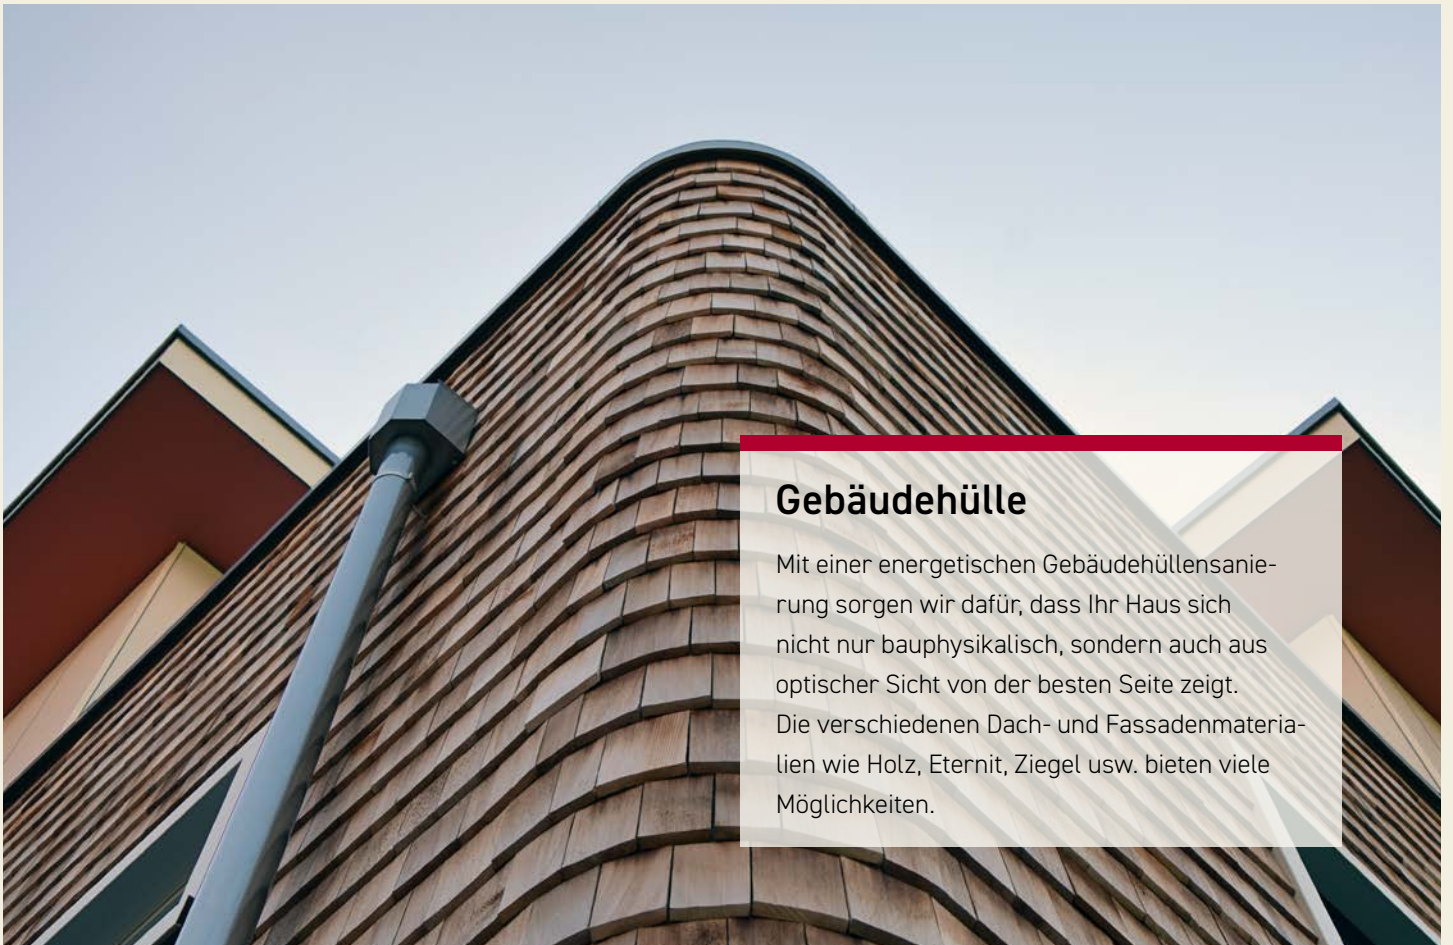 Gebäudehülle
Mit einer energetischen Gebäudehüllensanie-
rung sorgen wir dafür, dass Ihr Haus sich
nicht nur bauphysikalisch, sondern auch aus
optischer Sicht von der besten Seite zeigt.
Die verschiedenen Dach- und Fassadenmateria-
lien wie Holz, Eternit, Ziegel usw. bieten viele
Möglichkeiten.